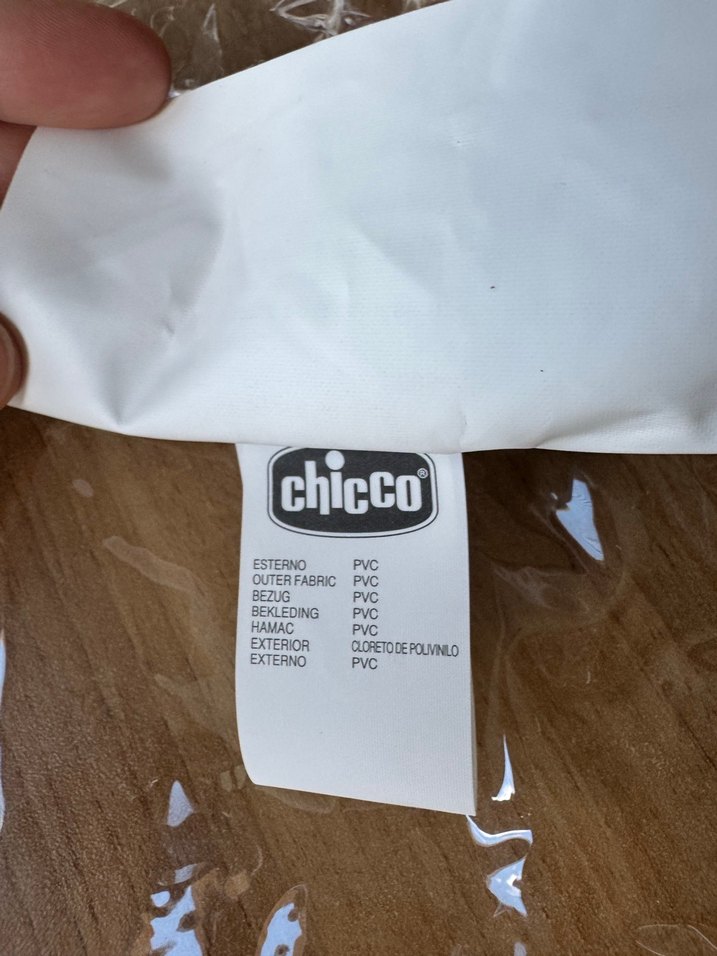 chicco®
ESTERNO PVC
OUTER FABRIC PVC
BEZUG PVC
BEKLEDING PVC
HAMAC PVC
EXTERIOR CLORETO DE POLIVINILO
EXTERNO PVC